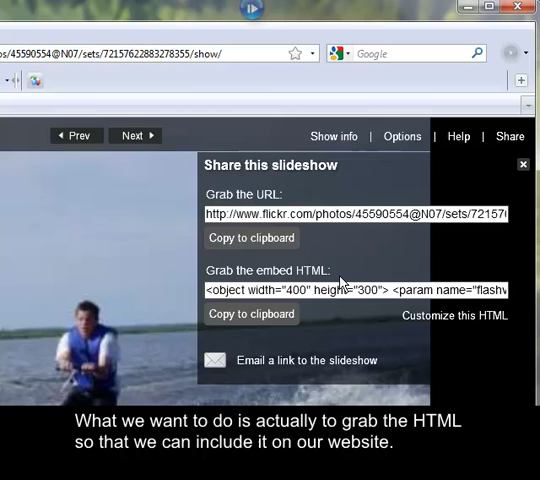 os/45590554@N07/sets/72157622883278355/show/
Google
Prev
Next
Show info | Options | Help | Share
Share this slideshow
Grab the URL:
http://www.flickr.com/photos/45590554@N07/sets/72157(
Copy to clipboard
Grab the embed HTML:
<object width="400" height="300"> <param name="flashv
Copy to clipboard
Customize this HTML
Email a link to the slideshow
What we want to do is actually to grab the HTML
so that we can include it on our website.